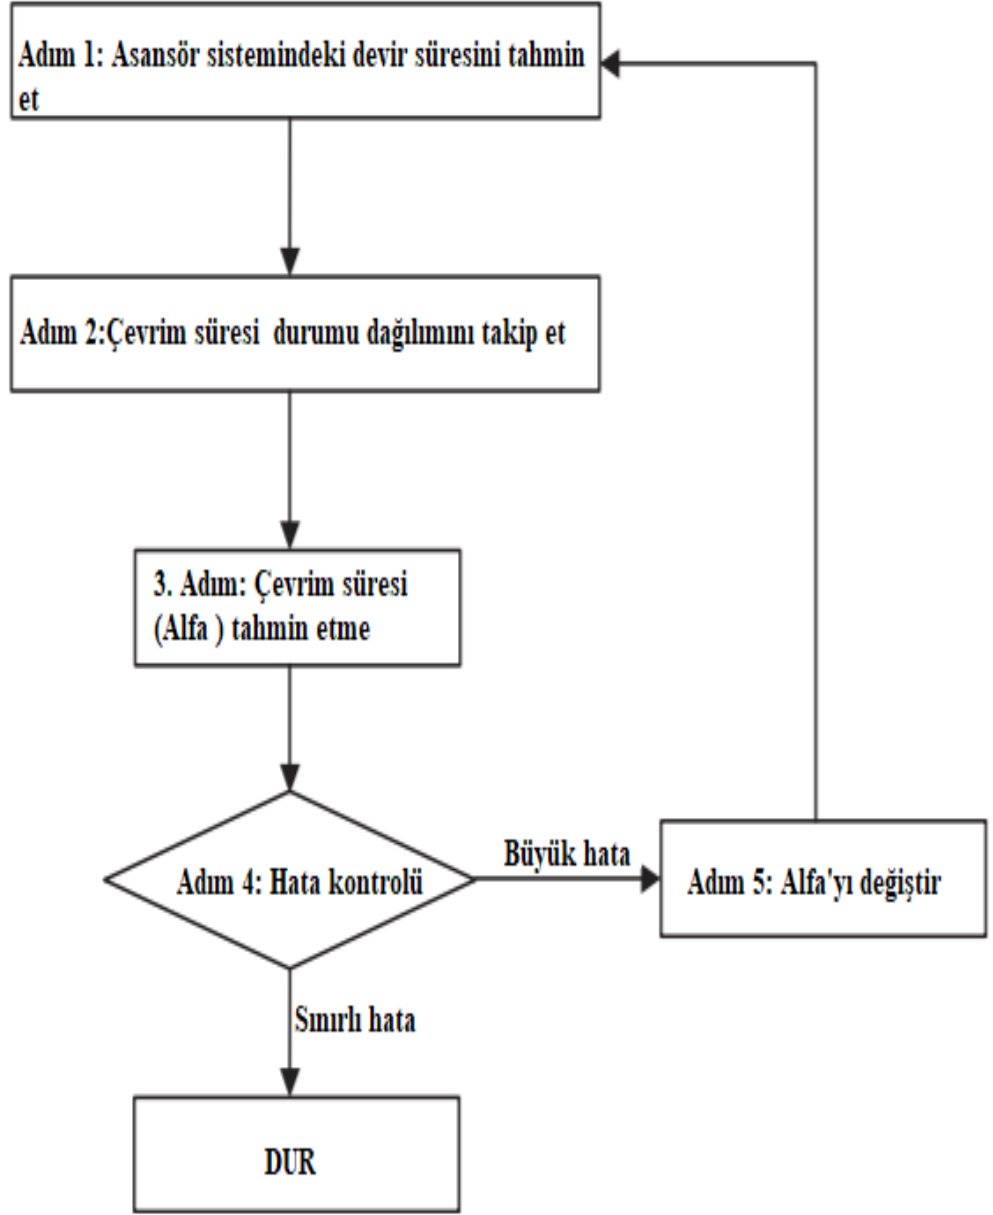 Adım 1: Asansör sistemindeki devir süresini tahmin
et
Adım 2:Çevrim süresi  durumu dağılımını takip et
3. Adım: Çevrim süresi
(Alfa ) tahmin etme
Adım 4: Hata kontrolü
Büyük hata
Adım 5: Alfa'yı değiştir
Sınırlı hata
DUR